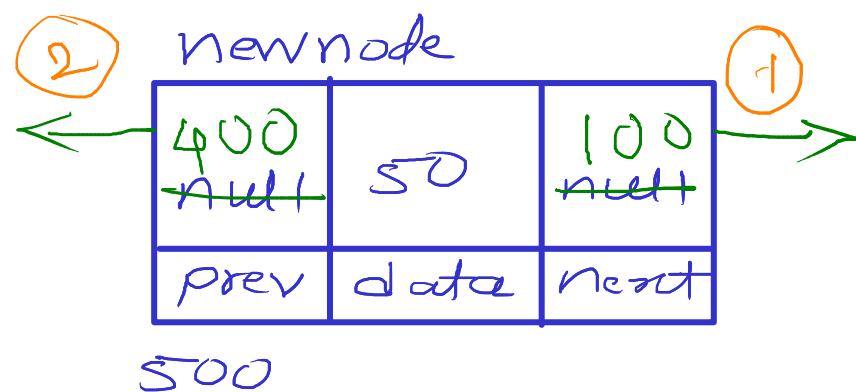 2 newnode 1
400 100
null 50 null
prev data next
500